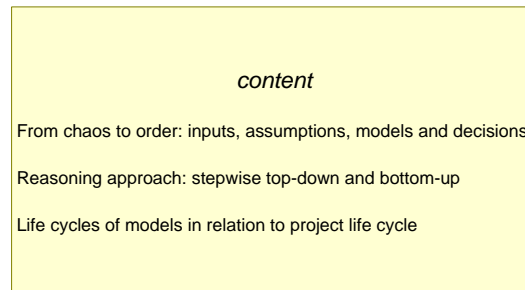 content
From chaos to order: inputs, assumptions, models and decisions
Reasoning approach: stepwise top-down and bottom-up
Life cycles of models in relation to project life cycle